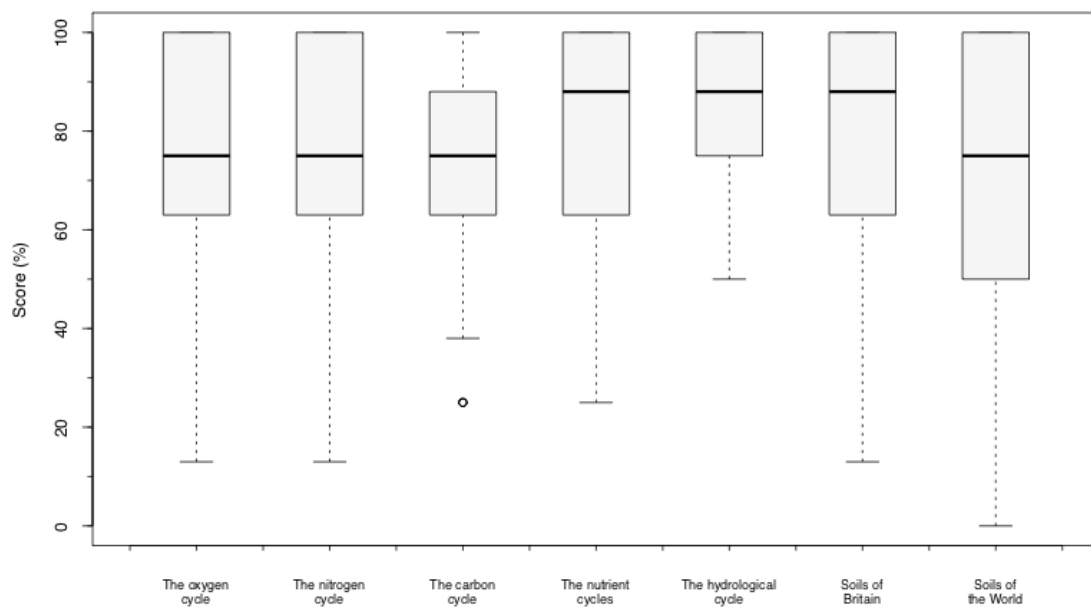 100
80
60
40
20
0
Score (%)
The oxygen
cycle
The nitrogen
cycle
The carbon
cycle
The nutrient
cycles
The hydrological
cycle
Soils of
Britain
Soils of
the World